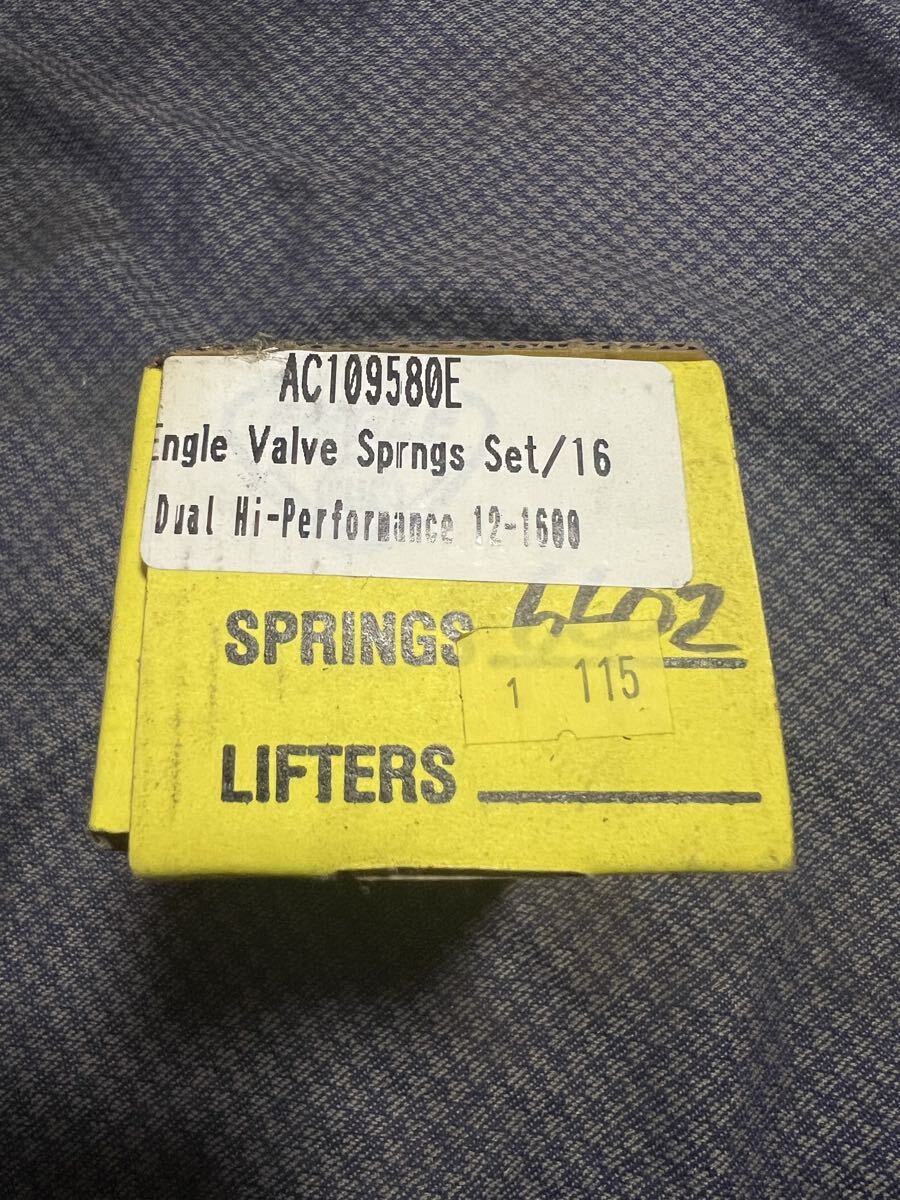 AC109580E
Engle Valve Sprngs Set/16
Dual Hi-Performance 12-1600
SPRINGS
1 115
LIFTERS